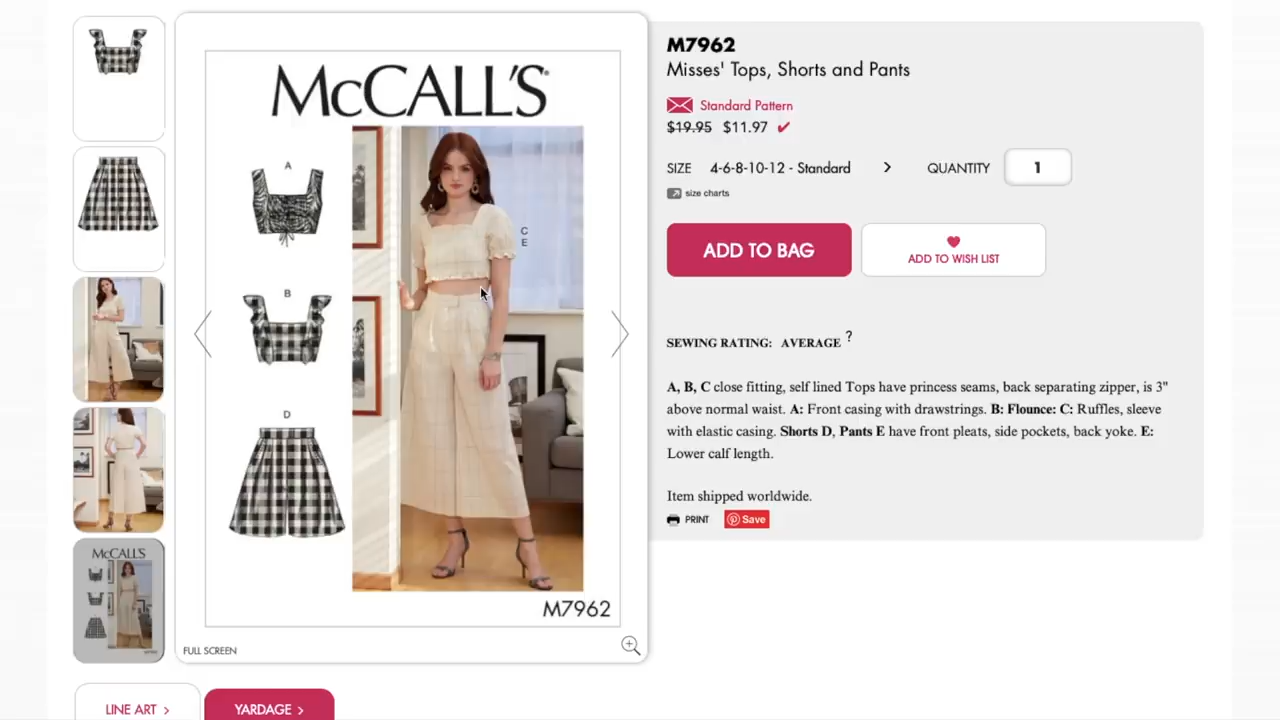 McCALL'S
A
B
D
C
E
M7962
FULL SCREEN
McCALL'S
LINE ART >
YARDAGE >
M7962
Misses' Tops, Shorts and Pants
Standard Pattern
$19.95 $11.97
SIZE 4-6-8-10-12 - Standard > QUANTITY 1
size charts
ADD TO BAG
ADD TO WISH LIST
SEWING RATING: AVERAGE ?
A, B, C close fitting, self lined Tops have princess seams, back separating zipper, is 3"
above normal waist. A: Front casing with drawstrings. B: Flounce: C: Ruffles, sleeve
with elastic casing. Shorts D, Pants E have front pleats, side pockets, back yoke. E:
Lower calf length.
Item shipped worldwide.
PRINT Save